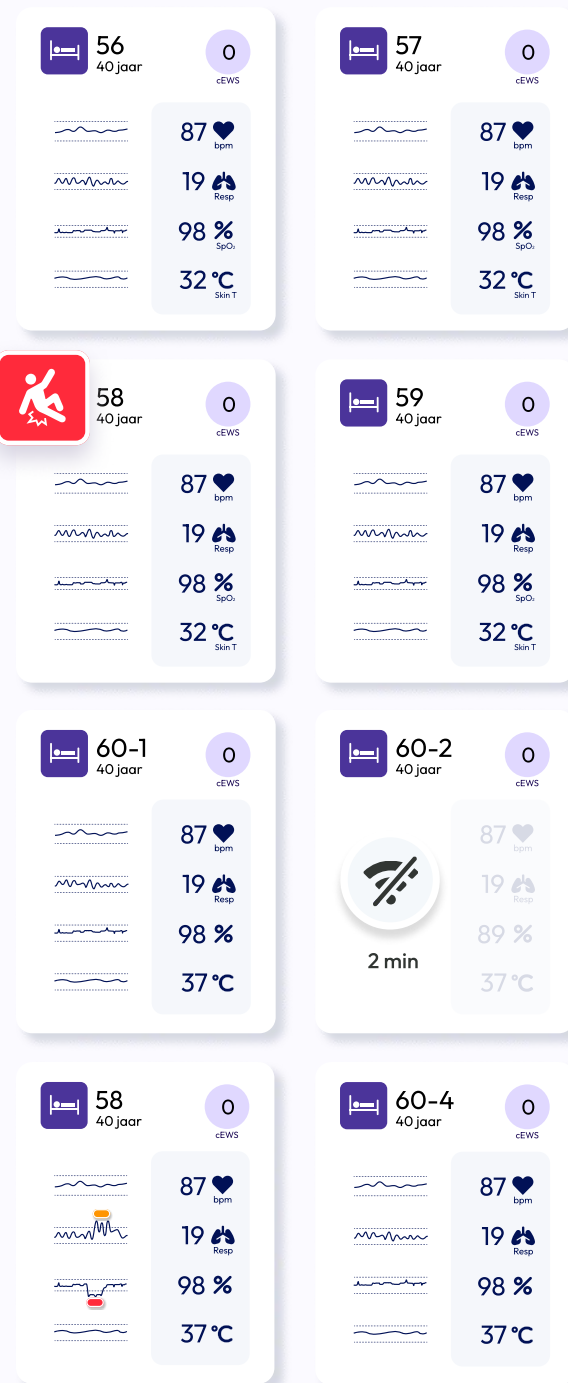 56
40 jaar
0
cEWS
87
bpm
19
Resp
98 %
SpO₂
32 °C
Skin T
57
40 jaar
0
cEWS
87
bpm
19
Resp
98 %
SpO₂
32 °C
Skin T
58
40 jaar
0
cEWS
87
bpm
19
Resp
98 %
SpO₂
32 °C
Skin T
59
40 jaar
0
cEWS
87
bpm
19
Resp
98 %
SpO₂
32 °C
Skin T
60-1
40 jaar
0
cEWS
87
bpm
19
Resp
98 %
37 °C
60-2
40 jaar
0
cEWS
2 min
87
bpm
19
Resp
89 %
37 °C
58
40 jaar
0
cEWS
87
bpm
19
Resp
98 %
37 °C
60-4
40 jaar
0
cEWS
87
bpm
19
Resp
98 %
37 °C